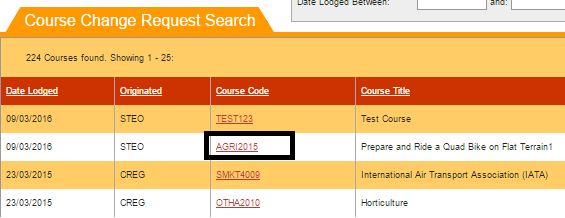 Date Lodged Between: and:
Course Change Request Search
224 Courses found. Showing 1 - 25:
Date Lodged Originated Course Code Course Title
09/03/2016 STEO TEST123 Test Course
09/03/2016 STEO AGRI2015 Prepare and Ride a Quad Bike on Flat Terrain1
23/03/2015 CREG SMKT4009 International Air Transport Association (IATA)
23/03/2015 CREG OTHA2010 Horticulture